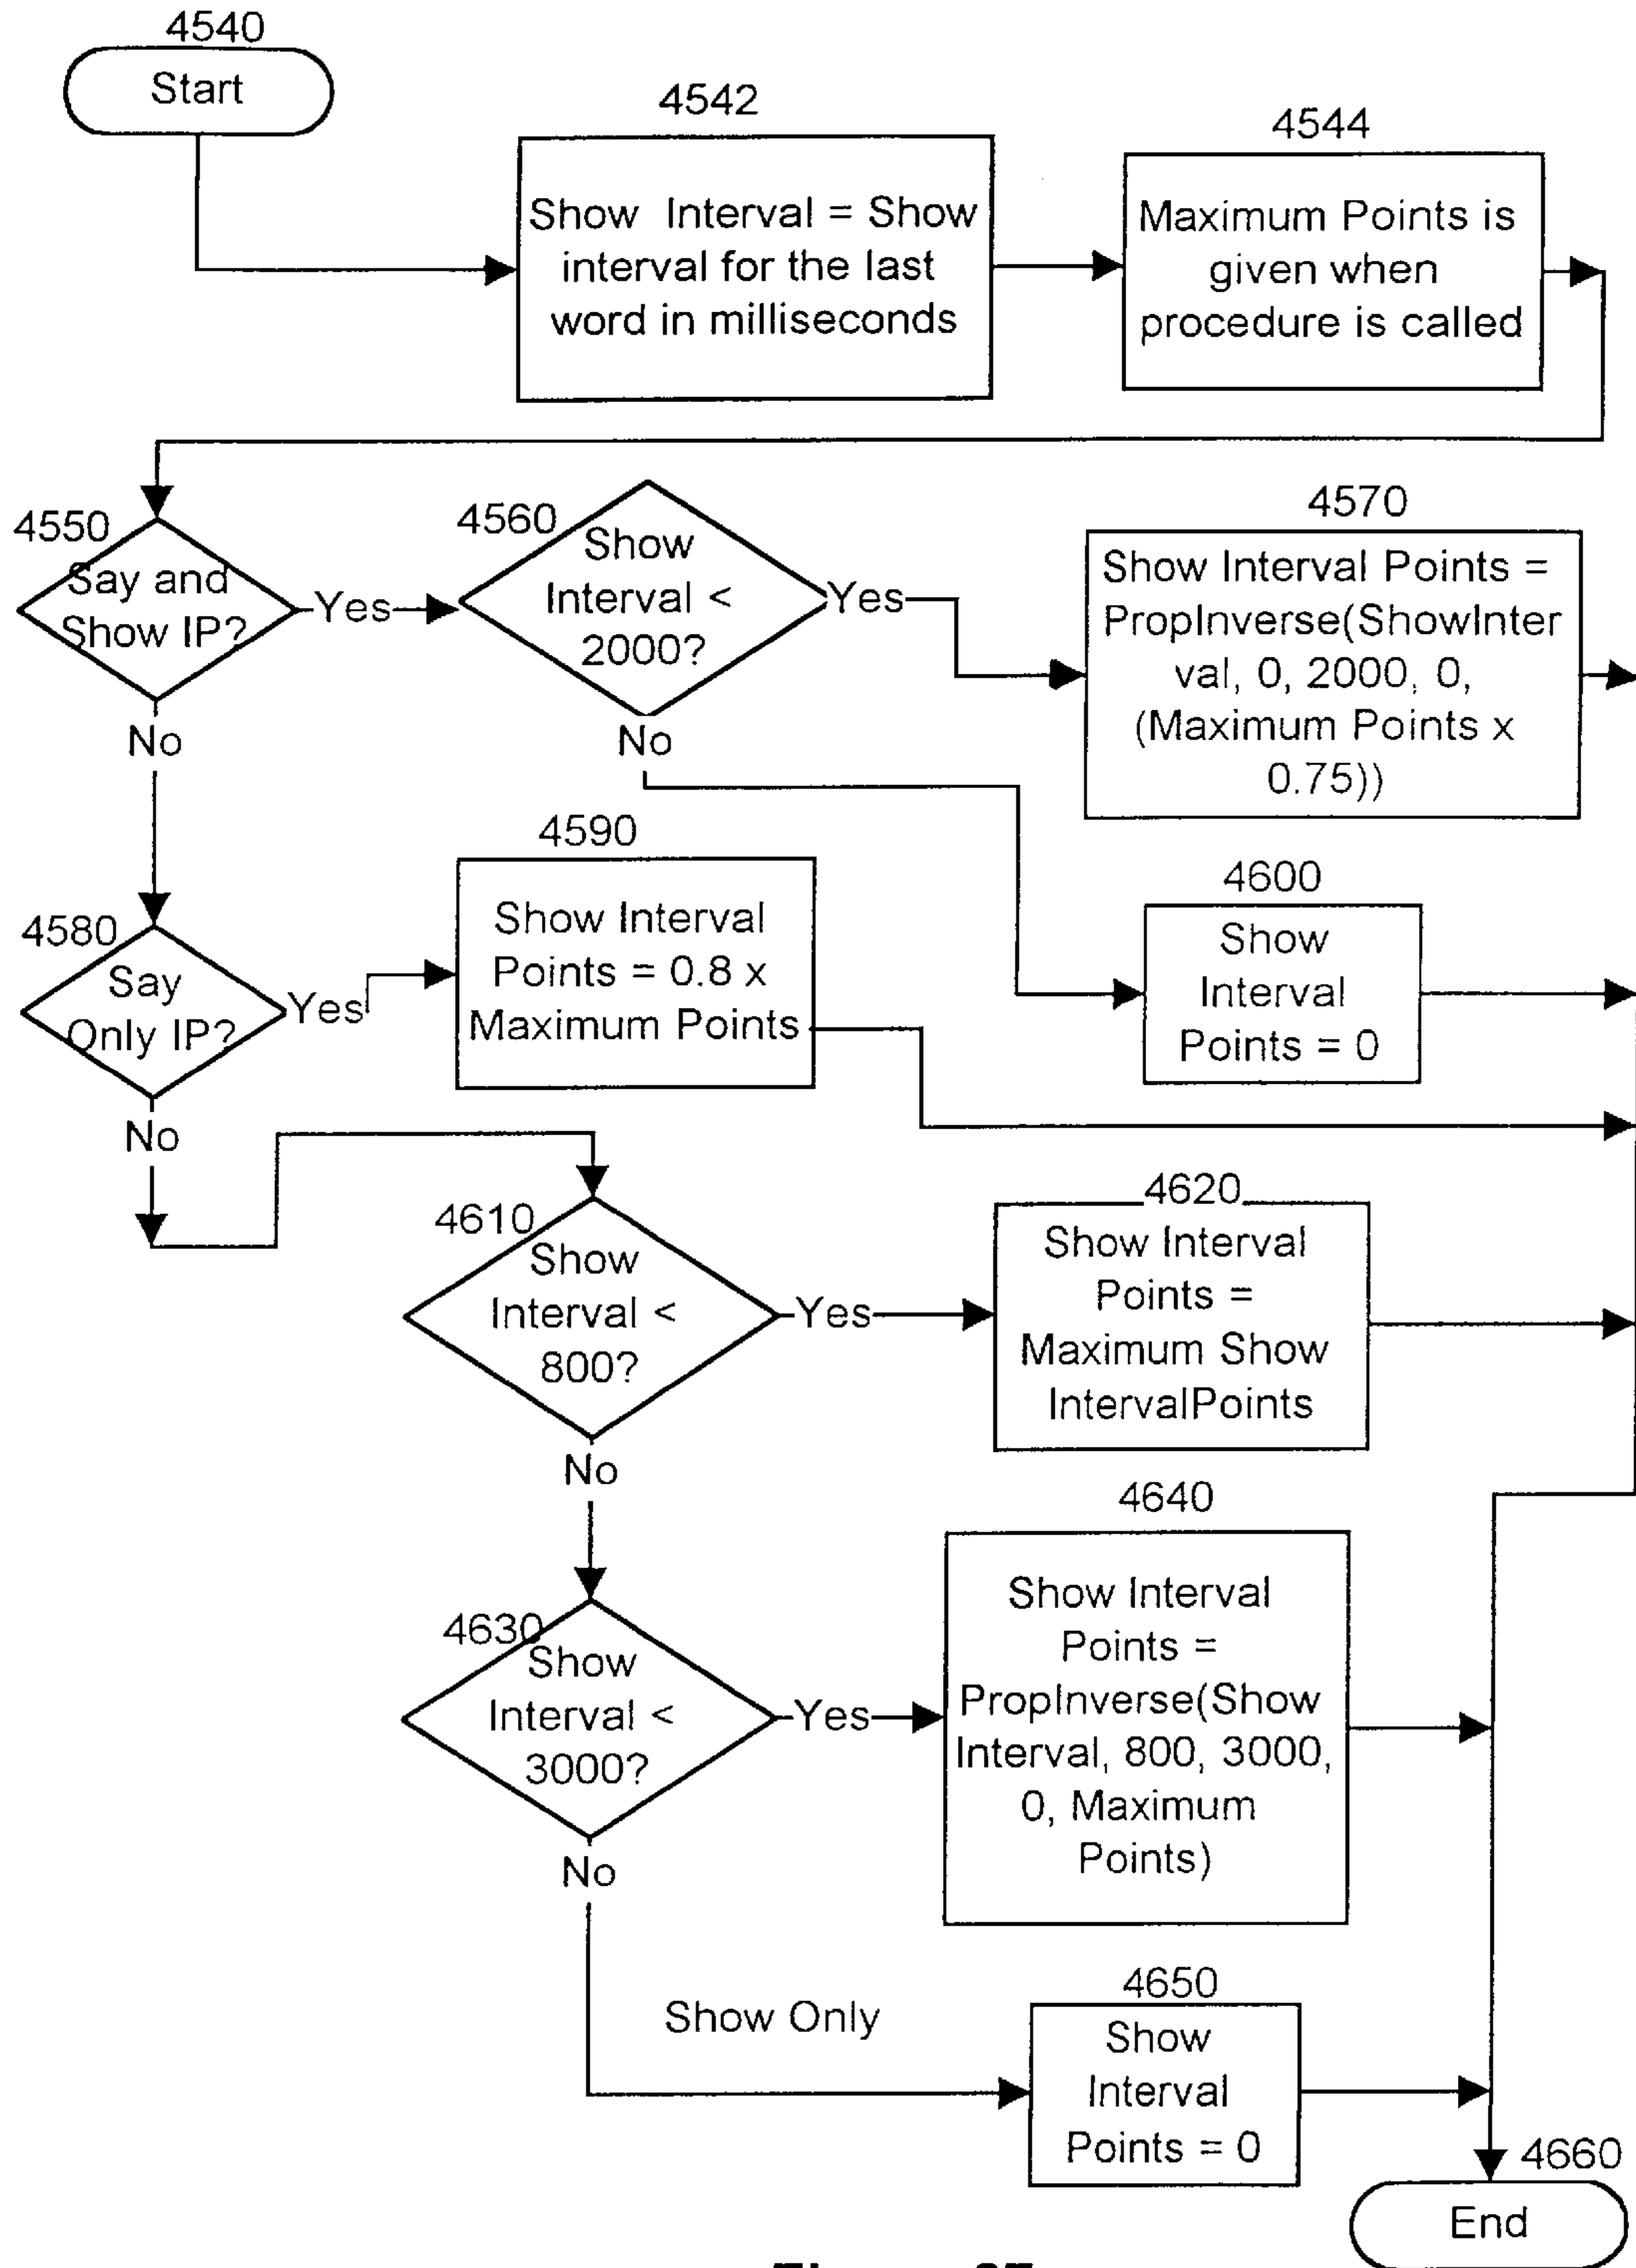 4540
Start
4542
Show Interval = Show
interval for the last
word in milliseconds
4544
Maximum Points is
given when
procedure is called
4550
Say and
Show IP?
Yes
No
4560
Show
Interval <
2000?
Yes
No
4570
Show Interval Points =
PropInverse(ShowInter
val, 0, 2000, 0,
(Maximum Points x
0.75))
4580
Say
Only IP?
Yes
No
4590
Show Interval
Points = 0.8 x
Maximum Points
4600
Show
Interval
Points = 0
4610
Show
Interval <
800?
Yes
No
4620
Show Interval
Points =
Maximum Show
IntervalPoints
4630
Show
Interval <
3000?
Yes
No
4640
Show Interval
Points =
PropInverse(Show
Interval, 800, 3000,
0, Maximum
Points)
Show Only
4650
Show
Interval
Points = 0
4660
End